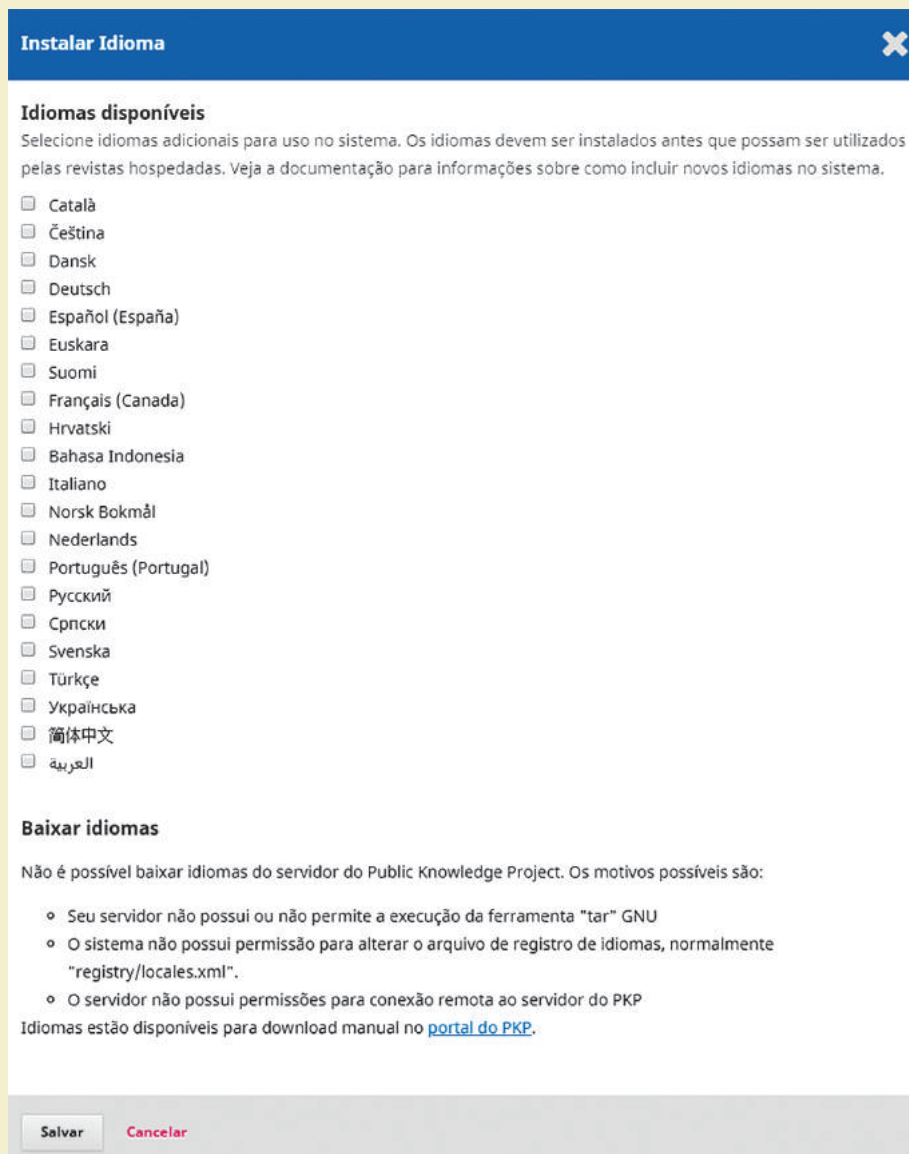 Instalar Idioma
Idiomas disponíveis
Selecione idiomas adicionais para uso no sistema. Os idiomas devem ser instalados antes que possam ser utilizados
pelas revistas hospedadas. Veja a documentação para informações sobre como incluir novos idiomas no sistema.
Català
Čeština
Dansk
Deutsch
Español (España)
Euskara
Suomi
Français (Canada)
Hrvatski
Bahasa Indonesia
Italiano
Norsk Bokmål
Nederlands
Português (Portugal)
Русский
Српски
Svenska
Türkçe
Українська
简体中文
العربية
Baixar idiomas
Não é possível baixar idiomas do servidor do Public Knowledge Project. Os motivos possíveis são:
Seu servidor não possui ou não permite a execução da ferramenta "tar" GNU
O sistema não possui permissão para alterar o arquivo de registro de idiomas, normalmente
"registry/locales.xml".
O servidor não possui permissões para conexão remota ao servidor do PKP
Idiomas estão disponíveis para download manual no portal do PKP.
Salvar Cancelar